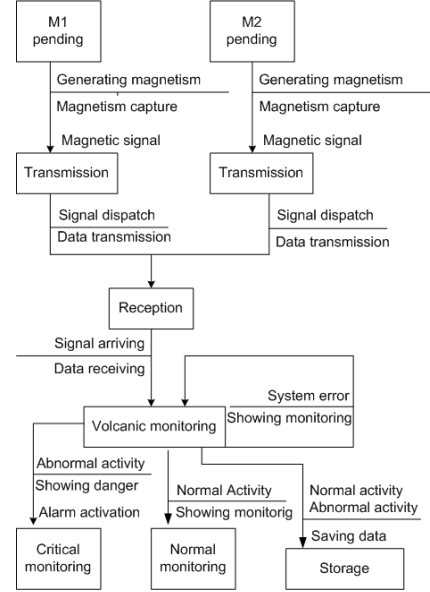 M1
pending
M2
pending
Generating magnetism
Magnetism capture
Magnetic signal
Generating magnetism
Magnetism capture
Magnetic signal
Transmission
Transmission
Signal dispatch
Data transmission
Signal dispatch
Data transmission
Reception
Signal arriving
Data receiving
System error
Showing monitoring
Volcanic monitoring
Abnormal activity
Showing danger
Alarm activation
Normal Activity
Showing monitorig
Normal activity
Abnormal activity
Saving data
Critical
monitoring
Normal
monitoring
Storage